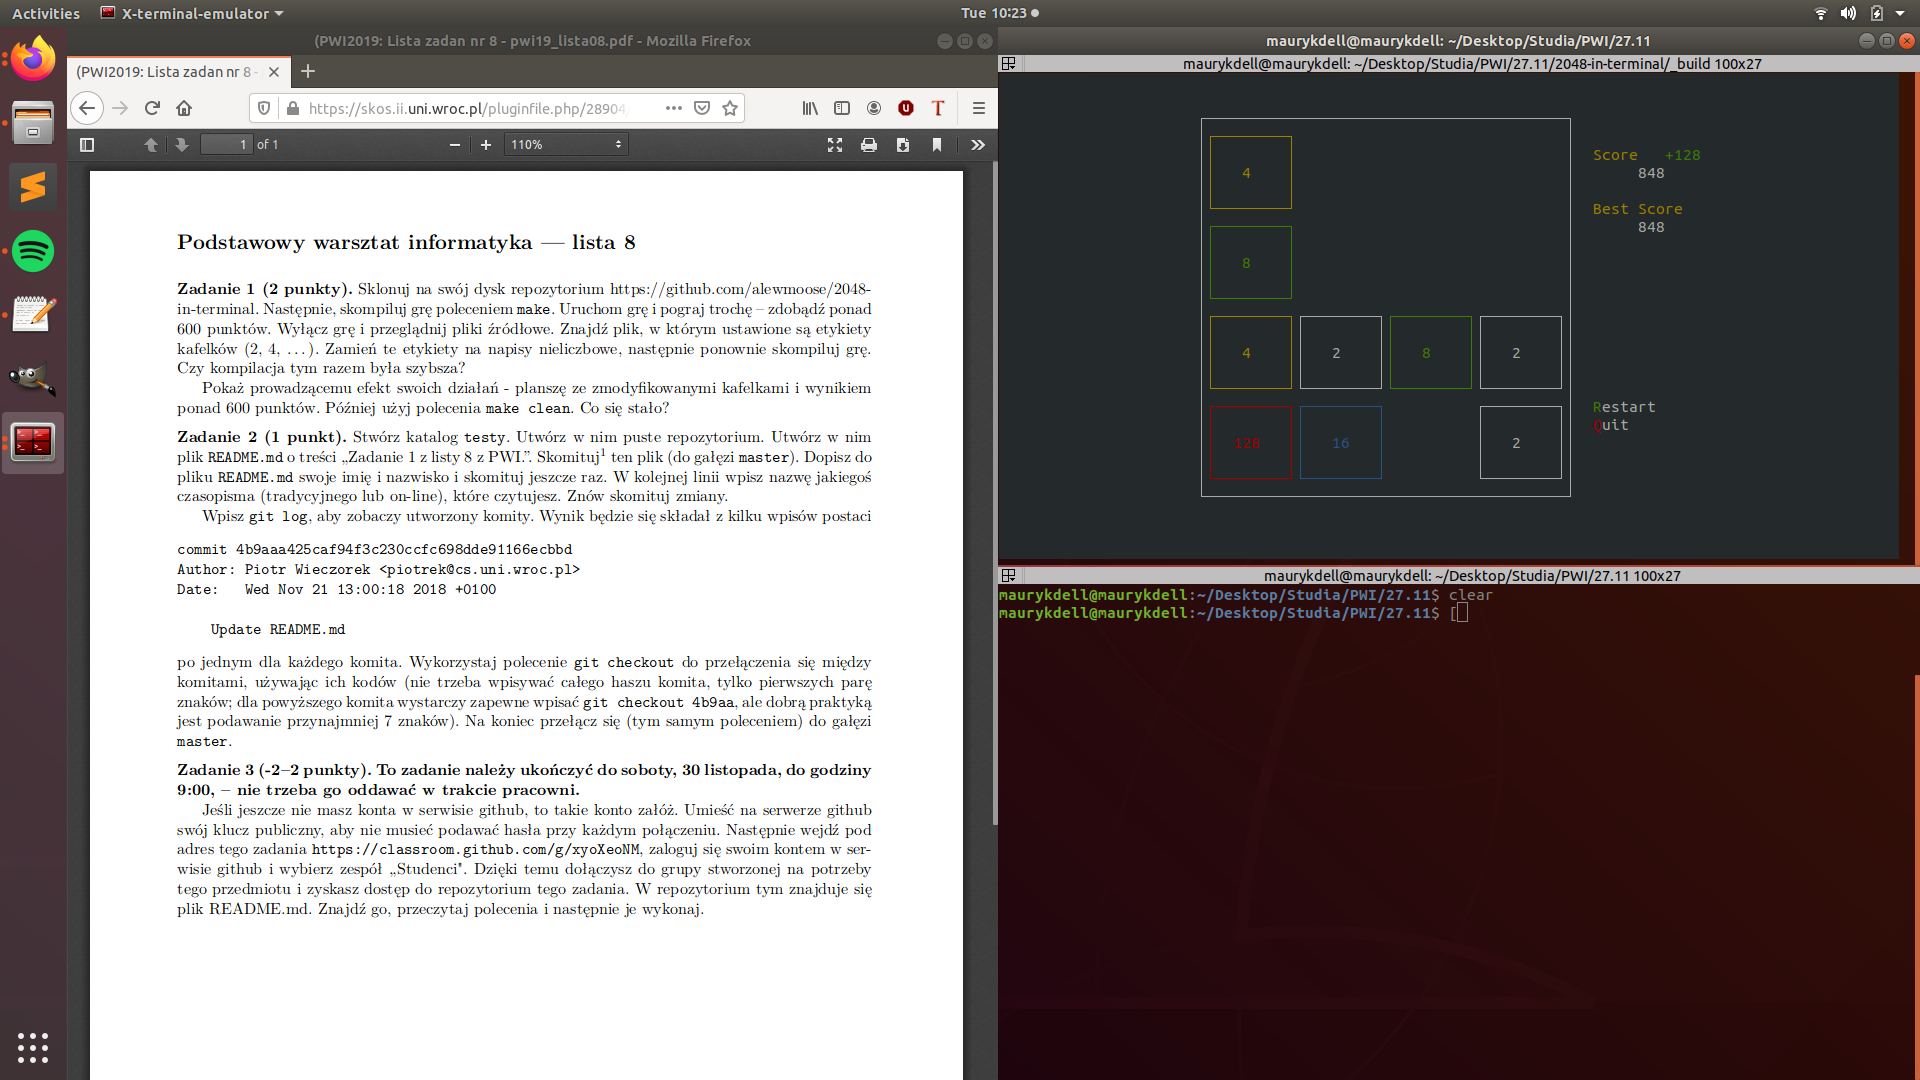 Activities
X-terminal-emulator
Tue 10:23
(PWI2019: Lista zadan nr 8 - pwi19_lista08.pdf - Mozilla Firefox
(PWI2019: Lista zadan nr 8 -
https://skos.ii.uni.wroc.pl/pluginfile.php/28904
1 of 1
110%
Podstawowy warsztat informatyka — lista 8
Zadanie 1 (2 punkty). Sklonuj na swój dysk repozytorium https://github.com/alewmoose/2048-
in-terminal. Następnie, skompiluj grę poleceniem make. Uruchom grę i pograj trochę – zdobądź ponad
600 punktów. Wyłącz grę i przeglądnij pliki źródłowe. Znajdź plik, w którym ustawione są etykiety
kafelków (2, 4, ...). Zamień te etykiety na napisy nieliczbowe, następnie ponownie skompiluj grę.
Czy kompilacja tym razem była szybsza?
Pokaż prowadzącemu efekt swoich działań - planszę ze zmodyfikowanymi kafelkami i wynikiem
ponad 600 punktów. Później użyj polecenia make clean. Co się stało?
Zadanie 2 (1 punkt). Stwórz katalog testy. Utwórz w nim puste repozytorium. Utwórz w nim
plik README.md o treści „Zadanie 1 z listy 8 z PWI.”. Skomituj1 ten plik (do gałęzi master). Dopisz do
pliku README.md swoje imię i nazwisko i skomituj jeszcze raz. W kolejnej linii wpisz nazwę jakiegoś
czasopisma (tradycyjnego lub on-line), które czytujesz. Znów skomituj zmiany.
Wpisz git log, aby zobaczy utworzony komity. Wynik będzie się składał z kilku wpisów postaci
commit 4b9aaa425caf94f3c230ccfc698dde91166ecbbd
Author: Piotr Wieczorek <piotrek@cs.uni.wroc.pl>
Date:   Wed Nov 21 13:00:18 2018 +0100
Update README.md
po jednym dla każdego komita. Wykorzystaj polecenie git checkout do przełączenia się między
komitami, używając ich kodów (nie trzeba wpisywać całego haszu komita, tylko pierwszych parę
znaków; dla powyższego komita wystarczy zapewne wpisać git checkout 4b9aa, ale dobrą praktyką
jest podawanie przynajmniej 7 znaków). Na koniec przełącz się (tym samym poleceniem) do gałęzi
master.
Zadanie 3 (-2–2 punkty). To zadanie należy ukończyć do soboty, 30 listopada, do godziny
9:00, – nie trzeba go oddawać w trakcie pracowni.
Jeśli jeszcze nie masz konta w serwisie github, to takie konto załóż. Umieść na serwerze github
swój klucz publiczny, aby nie musieć podawać hasła przy każdym połączeniu. Następnie wejdź pod
adres tego zadania https://classroom.github.com/g/xyoXeoNM, zaloguj się swoim kontem w ser-
wisie github i wybierz zespół „Studenci". Dzięki temu dołączysz do grupy stworzonej na potrzeby
tego przedmiotu i zyskasz dostęp do repozytorium tego zadania. W repozytorium tym znajduje się
plik README.md. Znajdź go, przeczytaj polecenia i następnie je wykonaj.
maurykdell@maurykdell: ~/Desktop/Studia/PWI/27.11
maurykdell@maurykdell: ~/Desktop/Studia/PWI/27.11/2048-in-terminal/_build 100x27
4
8
4 2 8 2
128 16 2
Score +128
848
Best Score
848
Restart
Quit
maurykdell@maurykdell: ~/Desktop/Studia/PWI/27.11 100x27
maurykdell@maurykdell:~/Desktop/Studia/PWI/27.11$ clear
maurykdell@maurykdell:~/Desktop/Studia/PWI/27.11$ [